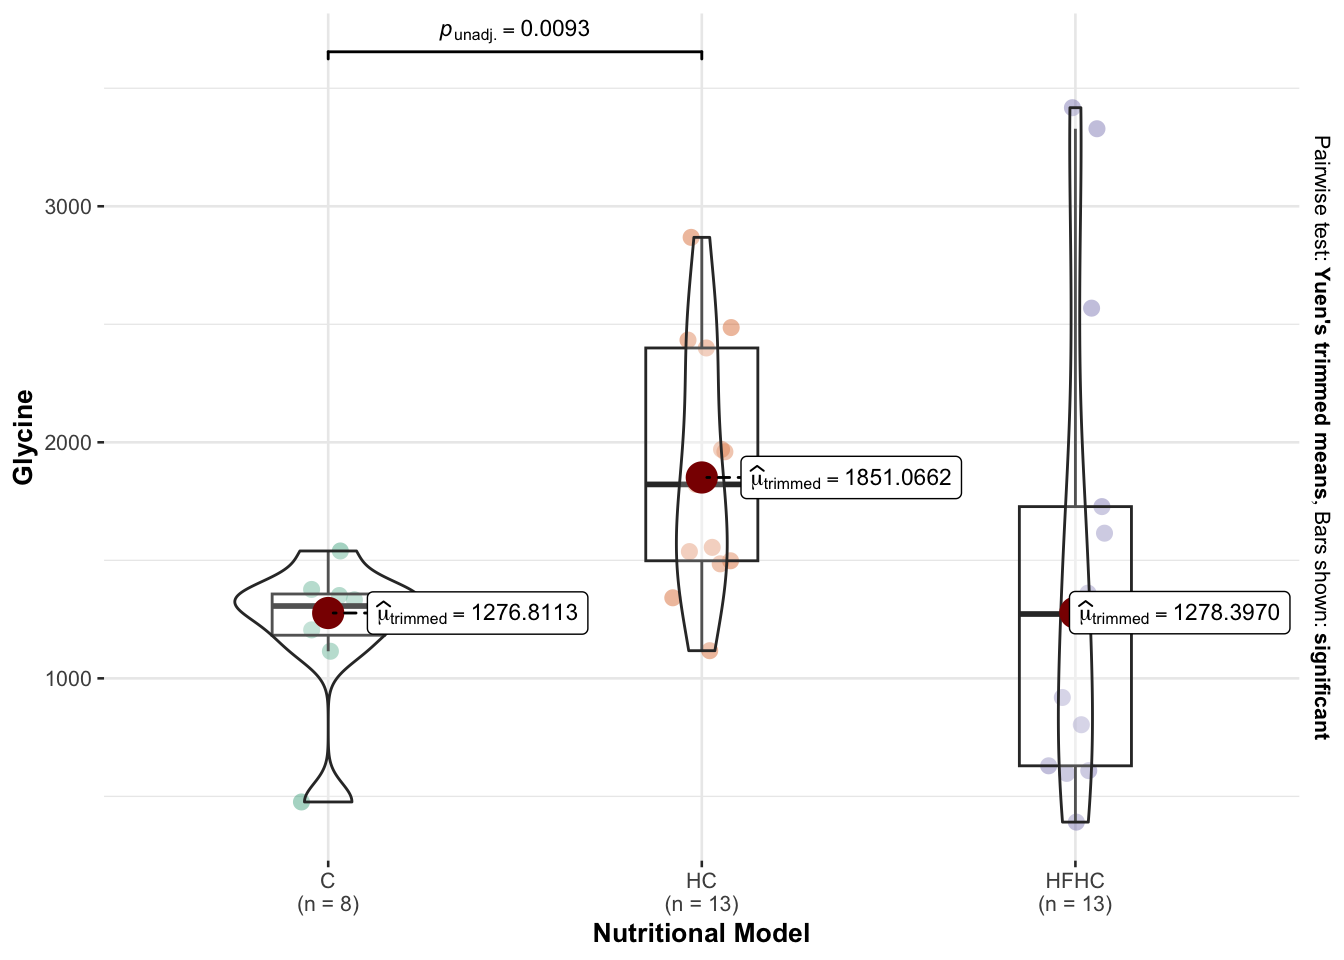 p unadj. = 0.0093
3000
2000
1000
Glycine
μ̂ trimmed = 1276.8113
μ̂ trimmed = 1851.0662
μ̂ trimmed = 1278.3970
C
(n = 8)
HC
(n = 13)
HFHC
(n = 13)
Nutritional Model
Pairwise test: Yuen's trimmed means, Bars shown: significant